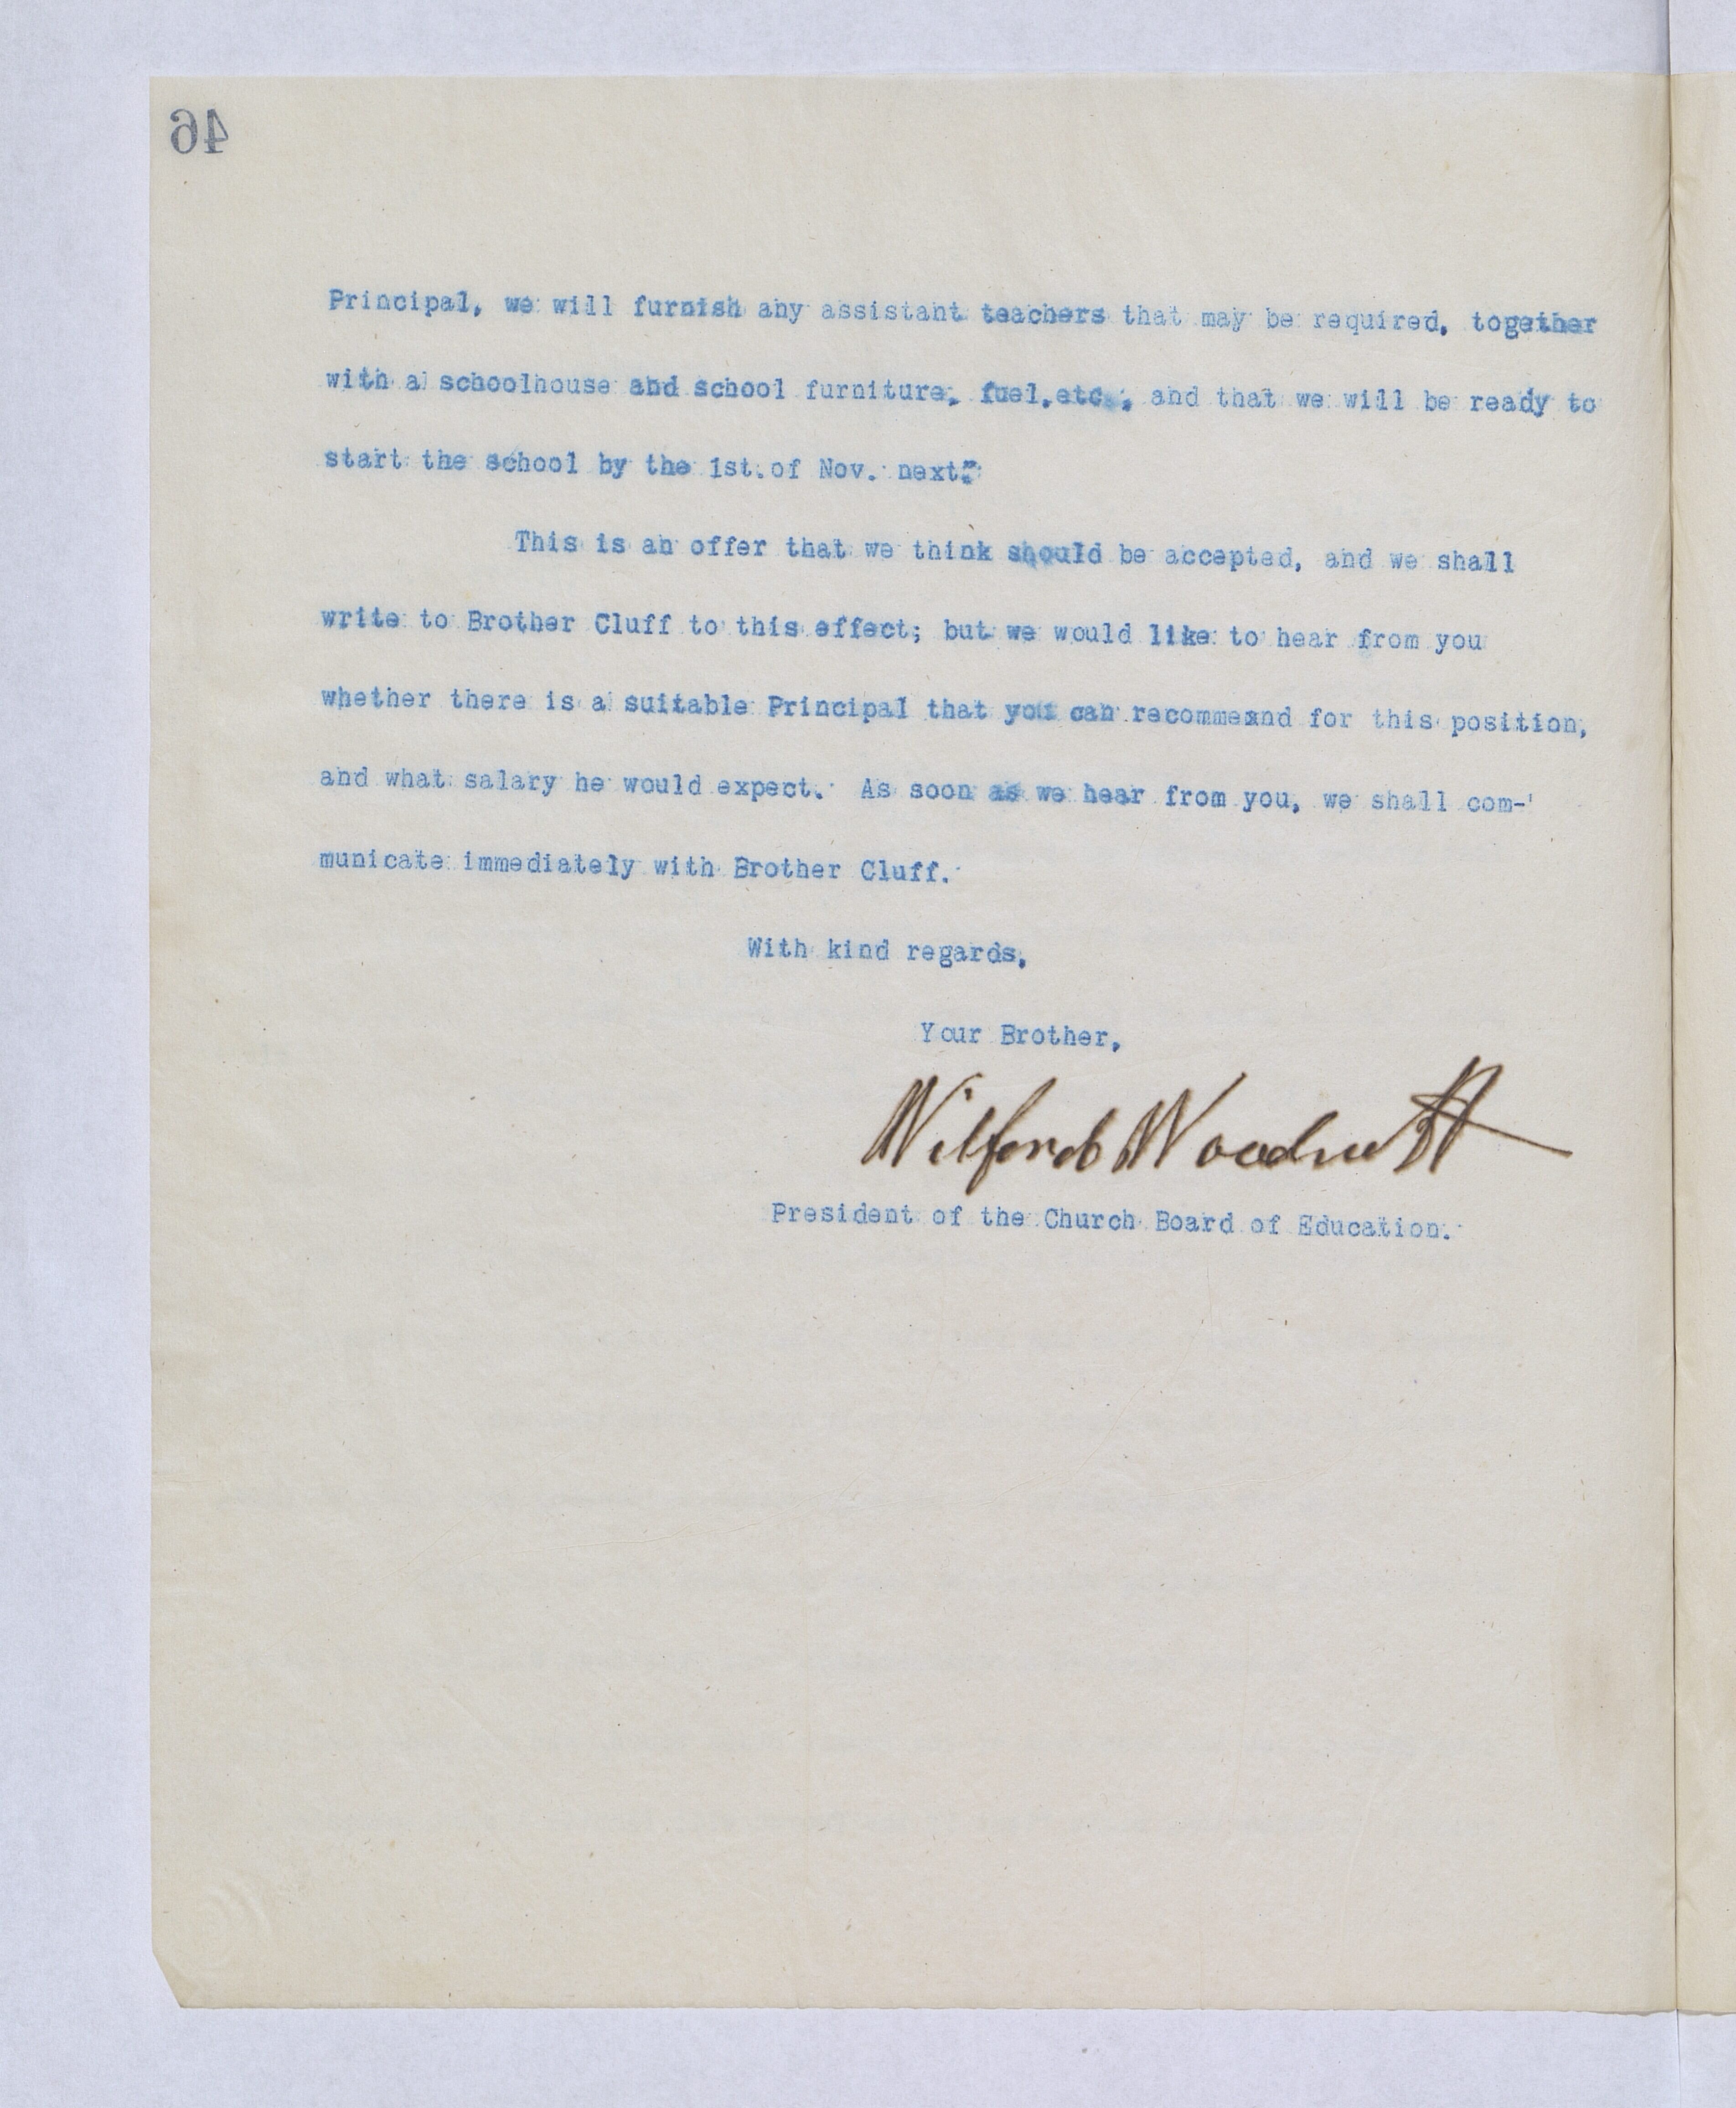 46
Principal, we will furnish any assistant teachers that may be required, together
with a schoolhouse and school furniture, fuel,etc., and that we will be ready to
start the school by the 1st.of Nov. next."
This is an offer that we think should be accepted, and we shall
write to Brother Cluff to this effect; but we would like to hear from you
whether there is a suitable Principal that you can recommeand for this position,
and what salary he would expect. As soon as we hear from you, we shall com-
municate immediately with Brother Cluff.
With kind regards,
Your Brother,
Wilford Woodruff
President of the Church Board of Education.